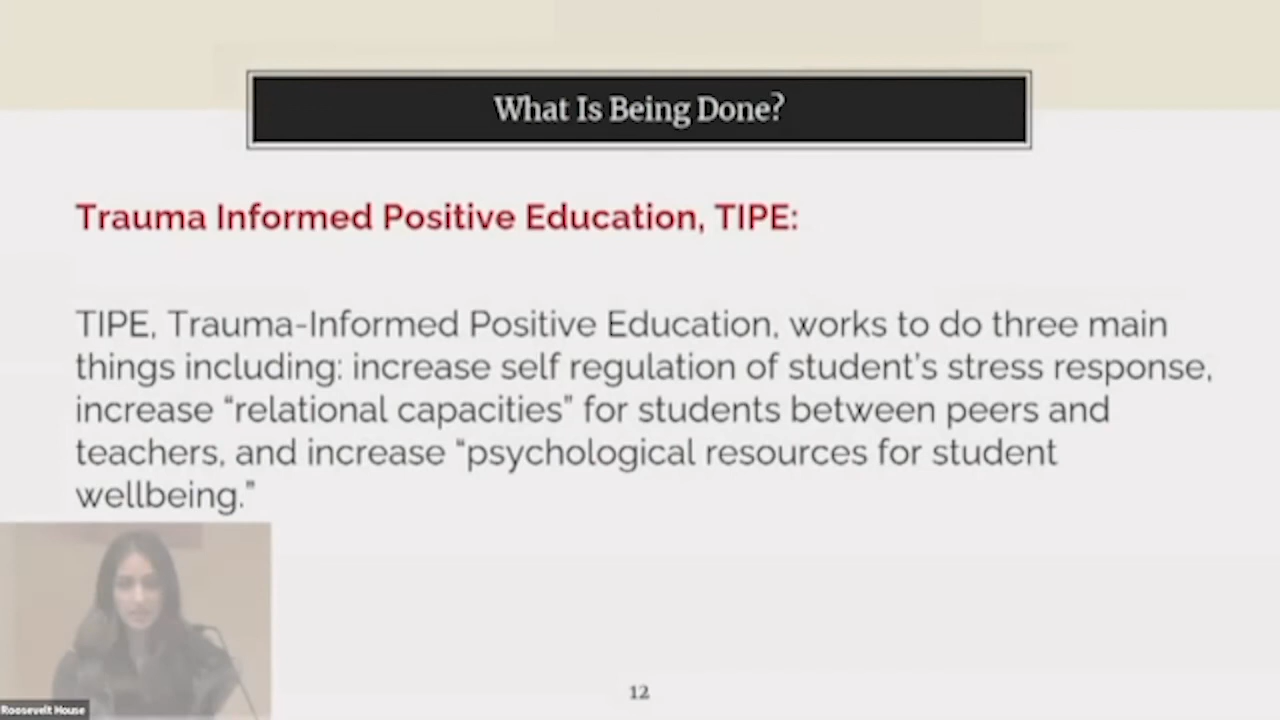 What Is Being Done?
Trauma Informed Positive Education, TIPE:
TIPE, Trauma-Informed Positive Education, works to do three main
things including: increase self regulation of student’s stress response,
increase “relational capacities” for students between peers and
teachers, and increase “psychological resources for student
wellbeing.”
Roosevelt House
12